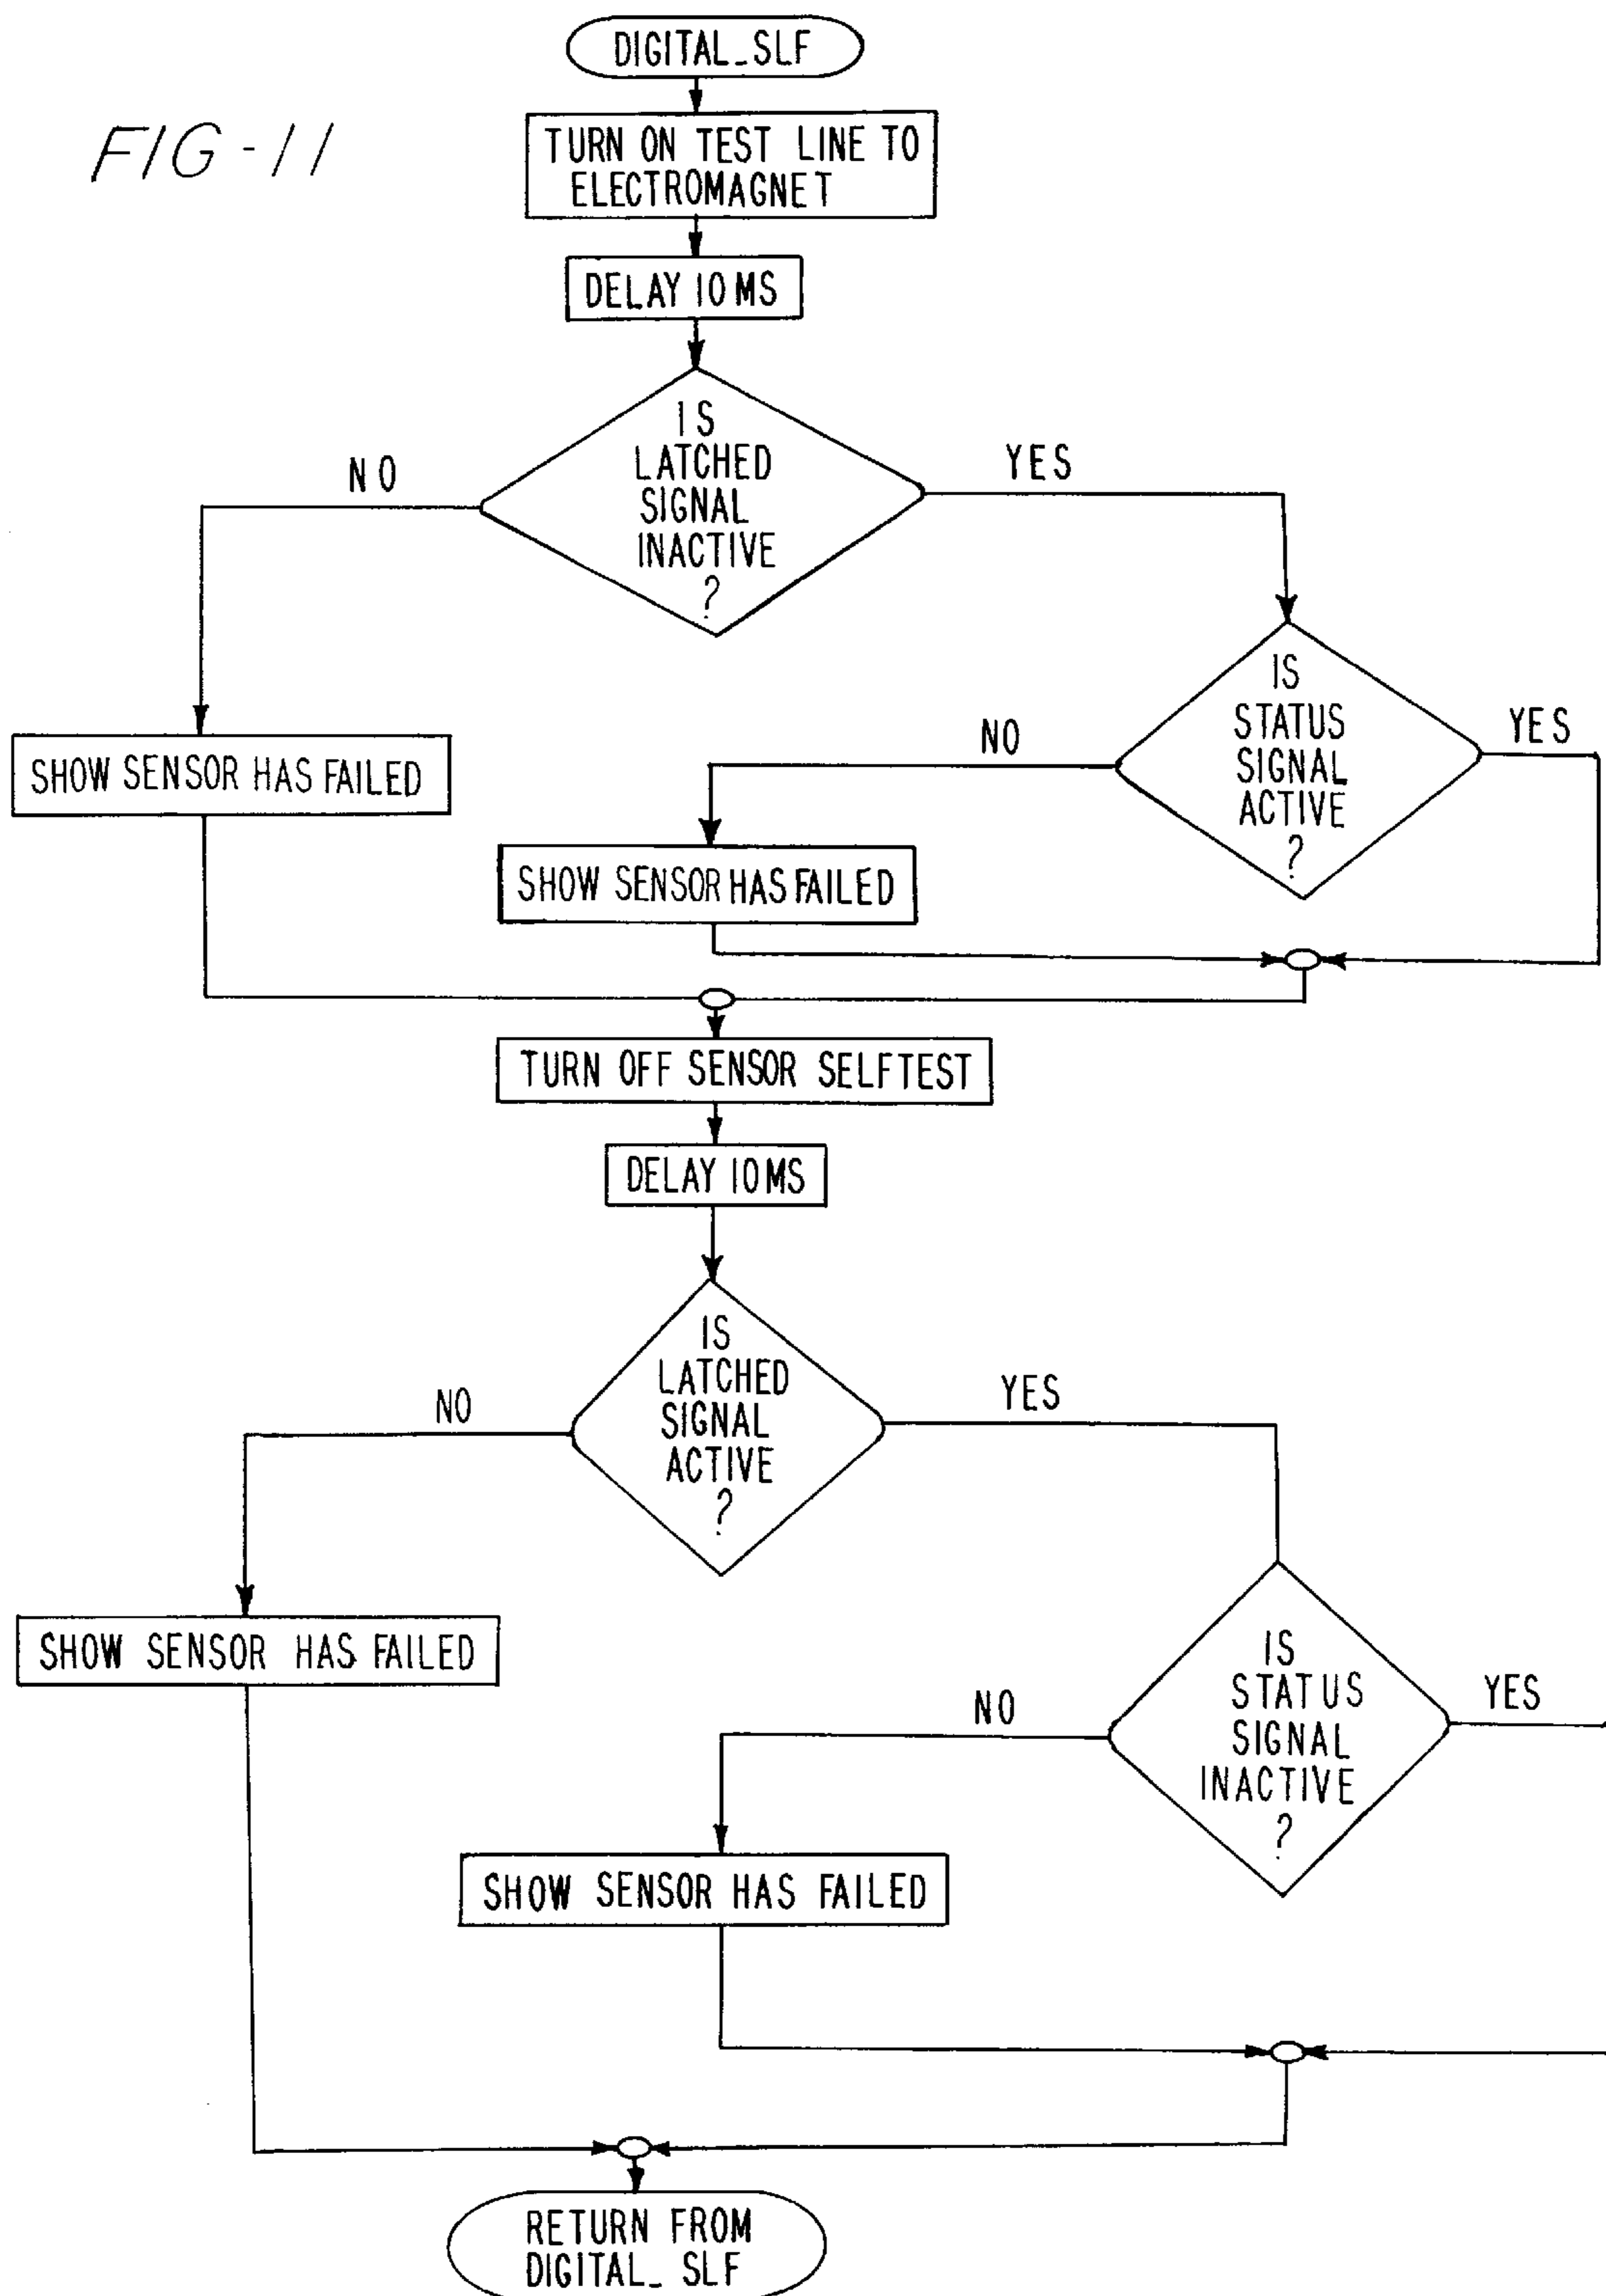 DIGITAL_SLF
FIG-11
TURN ON TEST LINE TO
ELECTROMAGNET
DELAY 10 MS
IS
LATCHED
SIGNAL
INACTIVE
?
NO
YES
IS
STATUS
SIGNAL
ACTIVE
?
NO
YES
SHOW SENSOR HAS FAILED
SHOW SENSOR HAS FAILED
TURN OFF SENSOR SELFTEST
DELAY 10MS
IS
LATCHED
SIGNAL
ACTIVE
?
NO
YES
SHOW SENSOR HAS FAILED
IS
STATUS
SIGNAL
INACTIVE
?
NO
YES
SHOW SENSOR HAS FAILED
RETURN FROM
DIGITAL_ SLF